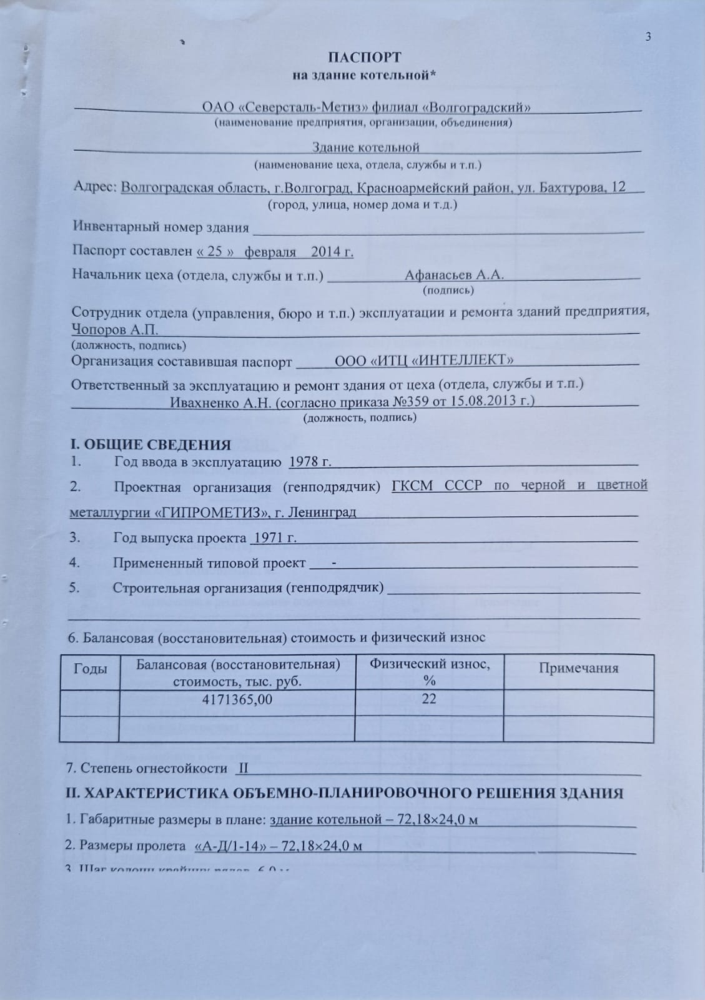 3
ПАСПОРТ
на здание котельной*
ОАО «Северсталь-Метиз» филиал «Волгоградский»
(наименование предприятия, организации, объединения)
Здание котельной
(наименование цеха, отдела, службы и т.п.)
Адрес: Волгоградская область, г.Волгоград, Красноармейский район, ул. Бахтурова, 12
(город, улица, номер дома и т.д.)
Инвентарный номер здания
Паспорт составлен « 25 » февраля 2014 г.
Начальник цеха (отдела, службы и т.п.) Афанасьев А.А.
(подпись)
Сотрудник отдела (управления, бюро и т.п.) эксплуатации и ремонта зданий предприятия,
Чопоров А.П.
(должность, подпись)
Организация составившая паспорт ООО «ИТЦ «ИНТЕЛЛЕКТ»
Ответственный за эксплуатацию и ремонт здания от цеха (отдела, службы и т.п.)
Ивахненко А.Н. (согласно приказа №359 от 15.08.2013 г.)
(должность, подпись)
I. ОБЩИЕ СВЕДЕНИЯ
1. Год ввода в эксплуатацию 1978 г.
2. Проектная организация (генподрядчик) ГКСМ СССР по черной и цветной
металлургии «ГИПРОМЕТИЗ», г. Ленинград
3. Год выпуска проекта 1971 г.
4. Примененный типовой проект -
5. Строительная организация (генподрядчик)
6. Балансовая (восстановительная) стоимость и физический износ
Годы Балансовая (восстановительная) Физический износ, Примечания
стоимость, тыс. руб. %
4171365,00 22
7. Степень огнестойкости II
II. ХАРАКТЕРИСТИКА ОБЪЕМНО-ПЛАНИРОВОЧНОГО РЕШЕНИЯ ЗДАНИЯ
1. Габаритные размеры в плане: здание котельной – 72,18×24,0 м
2. Размеры пролета «А-Д/1-14» – 72,18×24,0 м
3. Шаг колонн крайних рядов